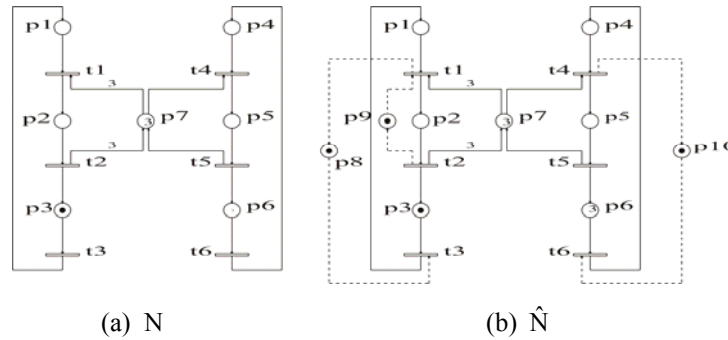 p1 p4 p1 p4
t1 3 t4 t1 3 t4
p2 3 p7 p5 p9 p2 3 p7 p5
t2 3 t5 p8 t2 3 t5 p10
p3 p6 p3 3 p6
t3 t6 t3 t6
(a) N (b) N̂